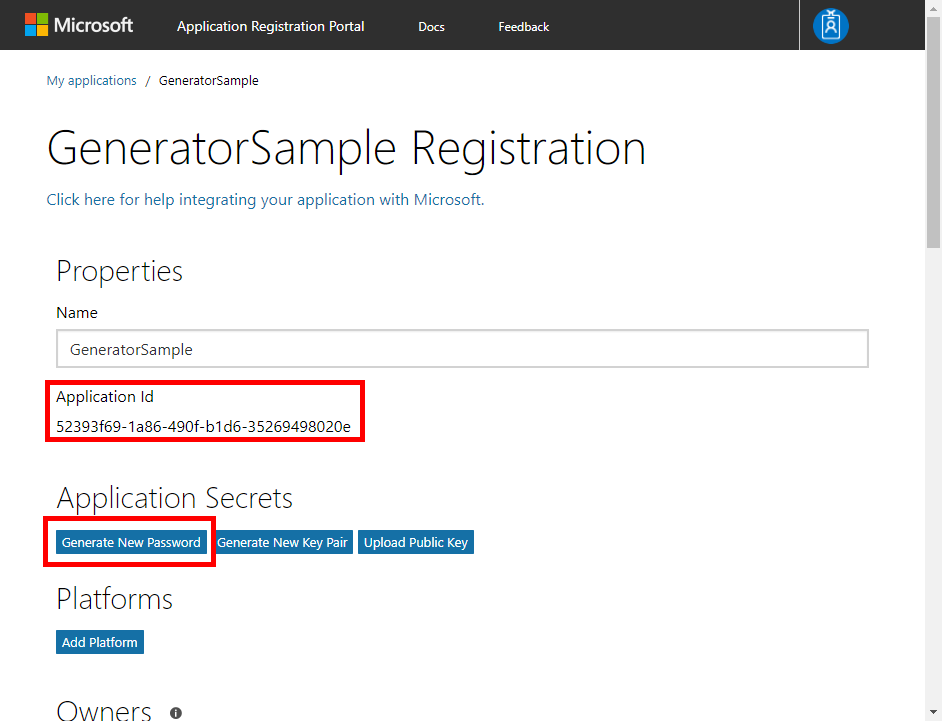 Microsoft Application Registration Portal Docs Feedback
My applications / GeneratorSample
GeneratorSample Registration
Click here for help integrating your application with Microsoft.
Properties
Name
GeneratorSample
Application Id
52393f69-1a86-490f-b1d6-35269498020e
Application Secrets
Generate New Password Generate New Key Pair Upload Public Key
Platforms
Add Platform
Owners